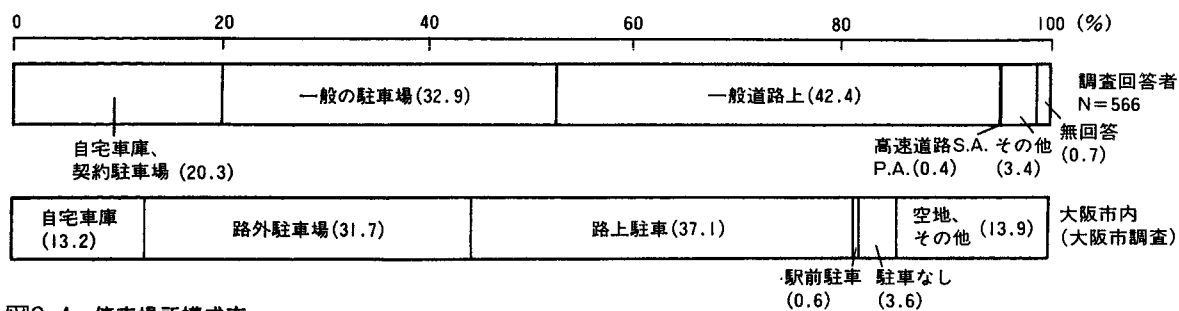 0 20 40 60 80 100 (%)
一般の駐車場(32.9) 一般道路上(42.4)
調査回答者
N=566
自宅車庫、
契約駐車場 (20.3)
高速道路S.A.
P.A.(0.4)
その他
(3.4)
無回答
(0.7)
自宅車庫
(13.2)
路外駐車場(31.7) 路上駐車(37.1)
空地、
その他 (13.9)
大阪市内
(大阪市調査)
駅前駐車
(0.6)
駐車なし
(3.6)